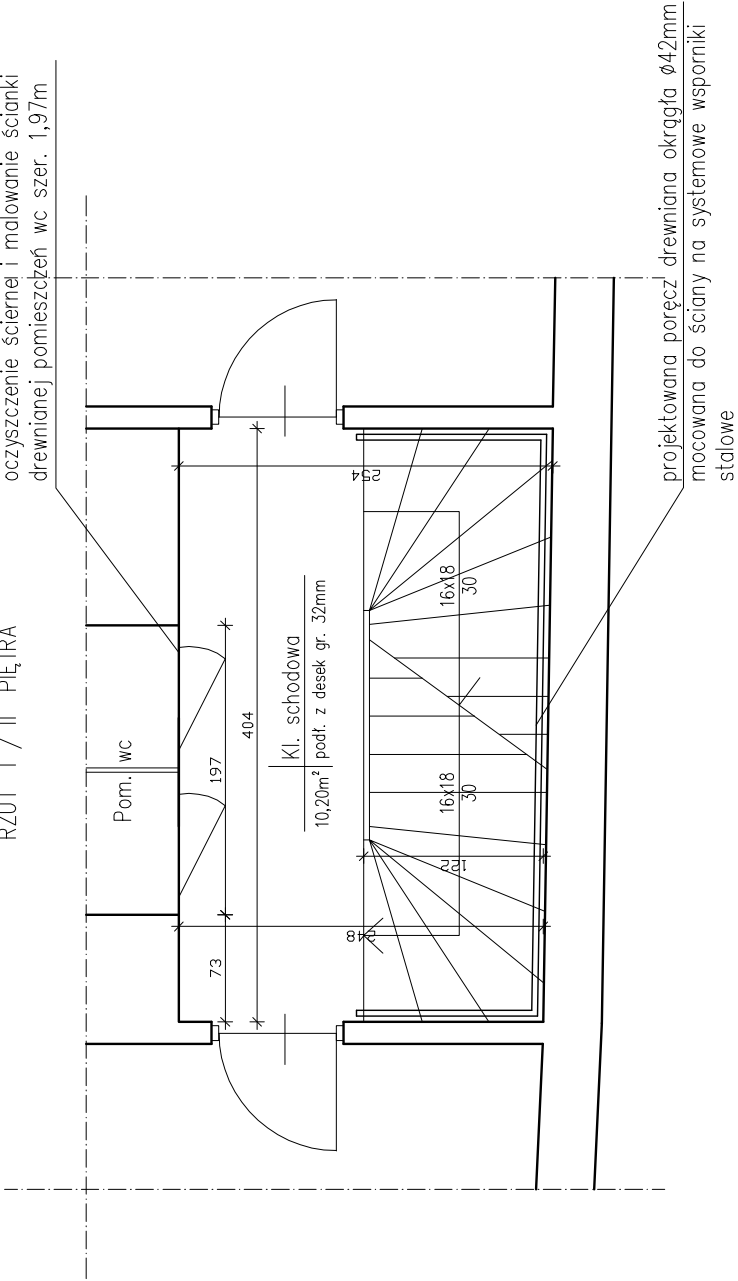 RZUT I / II PIĘTRA
oczyszczenie ścierne i malowanie ścianki
drewnianej pomieszczeń wc szer. 1,97m
Pom. wc
73
197
404
Kl. schodowa
10,20m² podł. z desek gr. 32mm
254
248
122
16x18
30
16x18
30
projektowana poręcz drewniana okrągła ø42mm
mocowana do ściany na systemowe wsporniki
stalowe